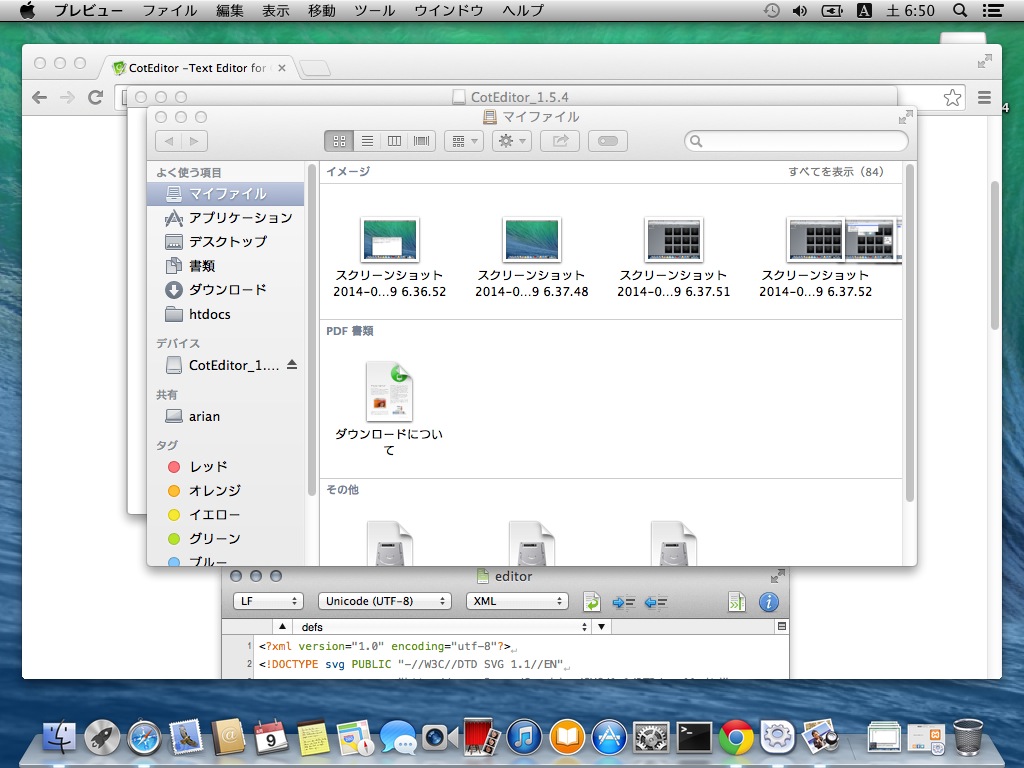 プレビュー ファイル 編集 表示 移動 ツール ウインドウ ヘルプ A 土 6:50
CotEditor –Text Editor for
CotEditor_1.5.4
マイファイル
よく使う項目
マイファイル
アプリケーション
デスクトップ
書類
ダウンロード
htdocs
デバイス
CotEditor_1....
共有
arian
タグ
レッド
オレンジ
イエロー
グリーン
ブルー
イメージ すべてを表示（84）
スクリーンショット
2014-0...9 6.36.52
スクリーンショット
2014-0...9 6.37.48
スクリーンショット
2014-0...9 6.37.51
スクリーンショット
2014-0...9 6.37.52
PDF 書類
ダウンロードについ
て
その他
4
editor
LF Unicode (UTF-8) XML
defs
1 <?xml version="1.0" encoding="utf-8"?>
2 <!DOCTYPE svg PUBLIC "-//W3C//DTD SVG 1.1//EN"
9